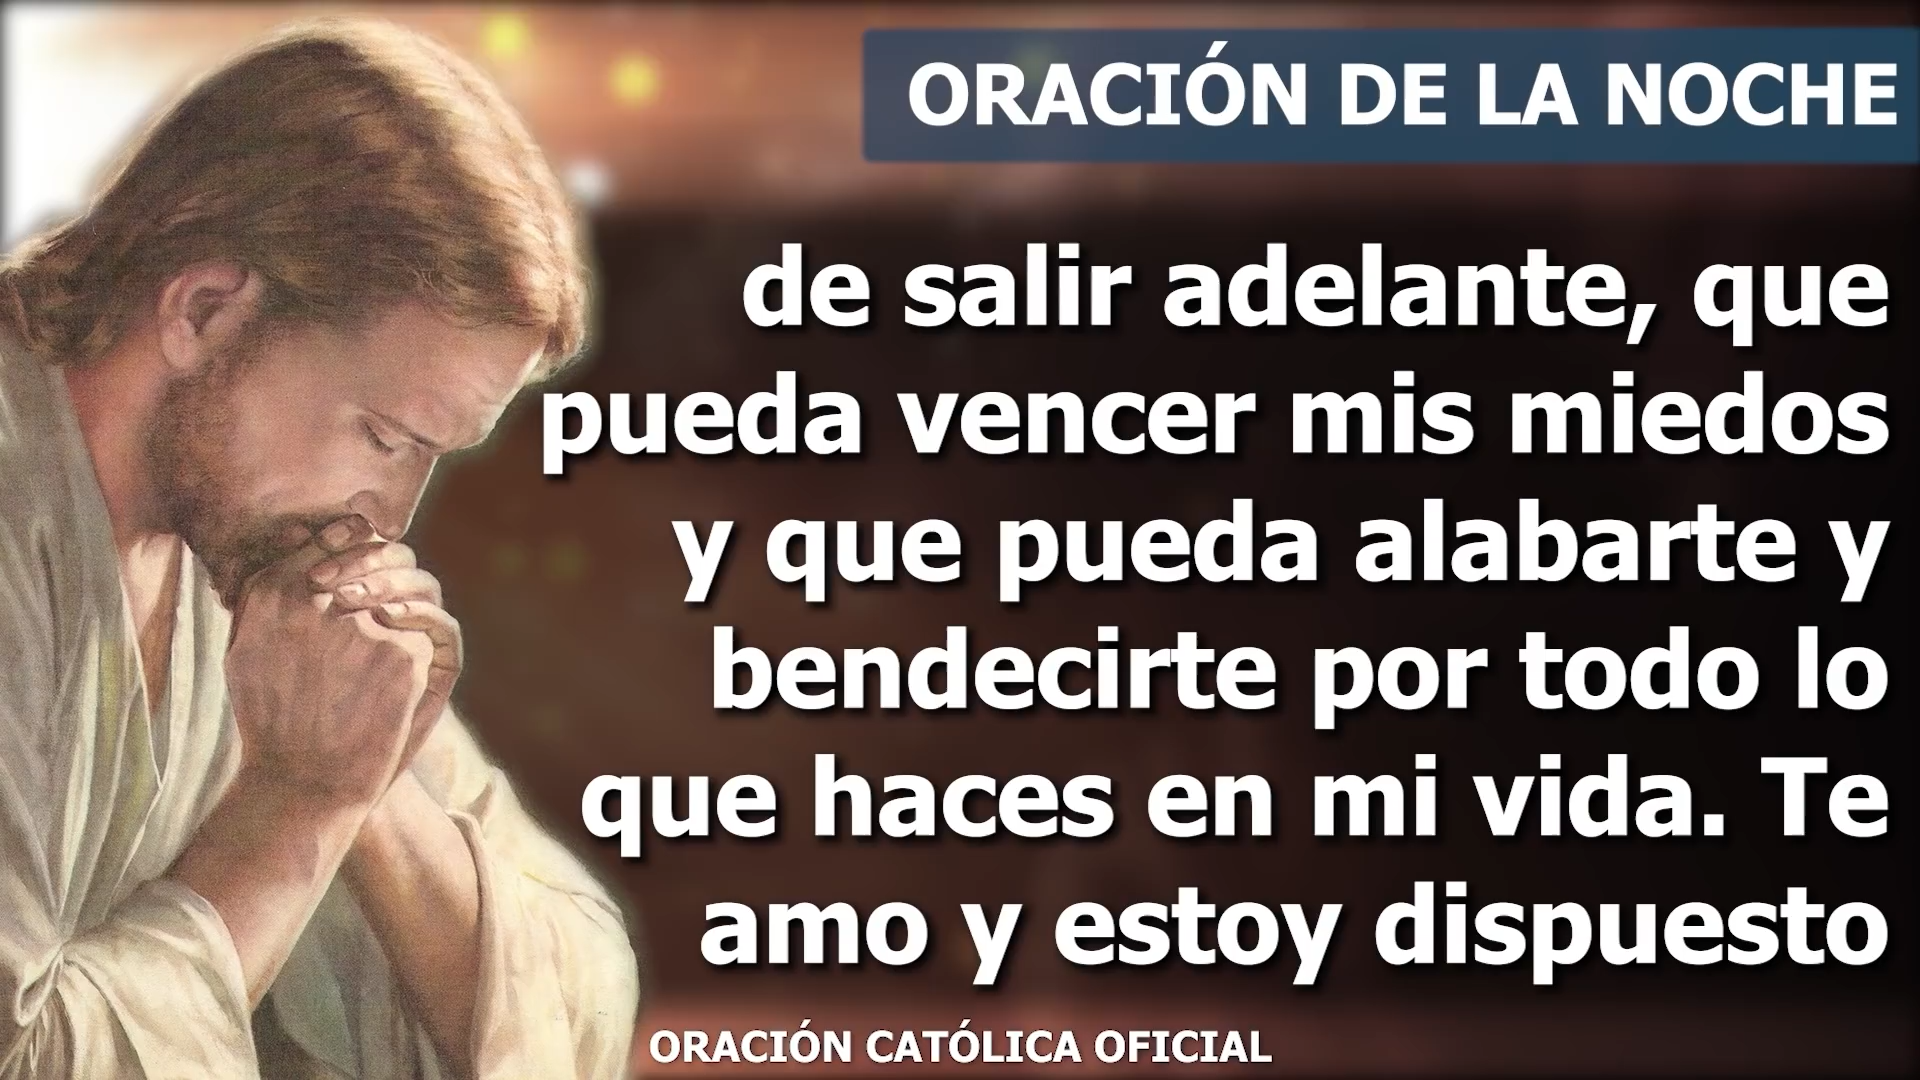 ORACIÓN DE LA NOCHE
de salir adelante, que
pueda vencer mis miedos
y que pueda alabarte y
bendecirte por todo lo
que haces en mi vida. Te
amo y estoy dispuesto
ORACIÓN CATÓLICA OFICIAL